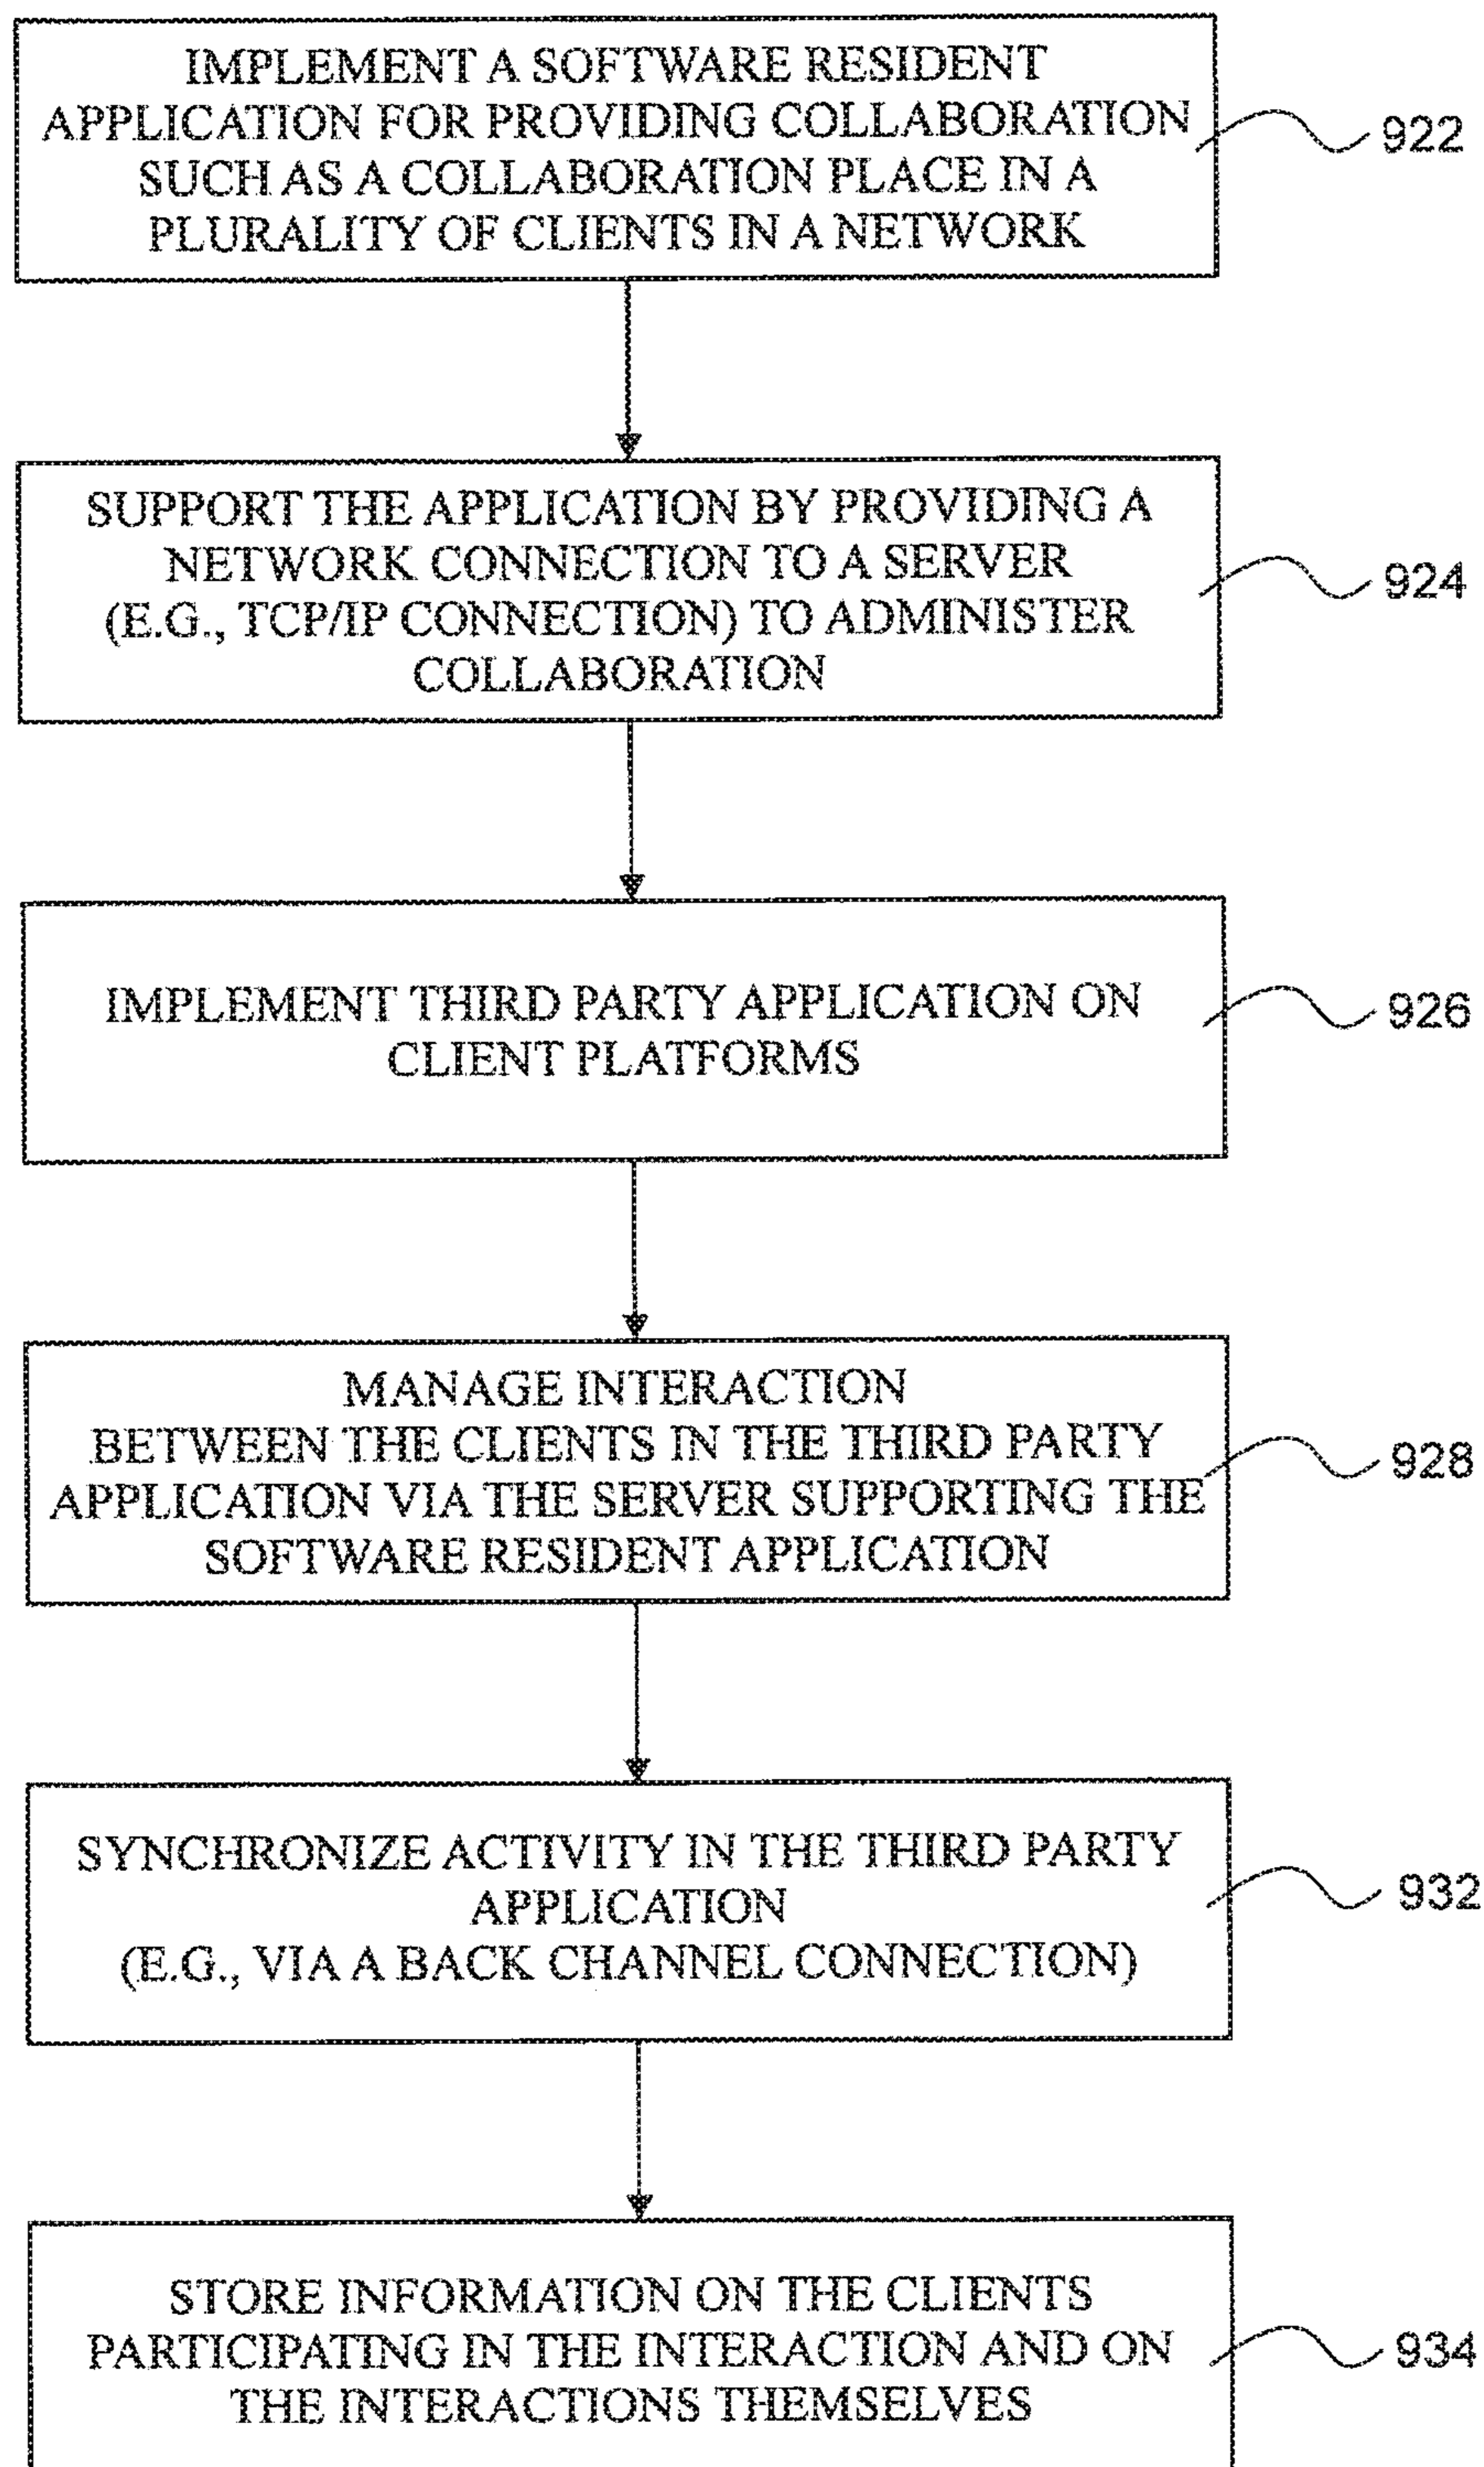 IMPLEMENT A SOFTWARE RESIDENT
APPLICATION FOR PROVIDING COLLABORATION
SUCH AS A COLLABORATION PLACE IN A
PLURALITY OF CLIENTS IN A NETWORK
922
SUPPORT THE APPLICATION BY PROVIDING A
NETWORK CONNECTION TO A SERVER
(E.G., TCP/IP CONNECTION) TO ADMINISTER
COLLABORATION
924
IMPLEMENT THIRD PARTY APPLICATION ON
CLIENT PLATFORMS
926
MANAGE INTERACTION
BETWEEN THE CLIENTS IN THE THIRD PARTY
APPLICATION VIA THE SERVER SUPPORTING THE
SOFTWARE RESIDENT APPLICATION
928
SYNCHRONIZE ACTIVITY IN THE THIRD PARTY
APPLICATION
(E.G., VIA A BACK CHANNEL CONNECTION)
932
STORE INFORMATION ON THE CLIENTS
PARTICIPATING IN THE INTERACTION AND ON
THE INTERACTIONS THEMSELVES
934